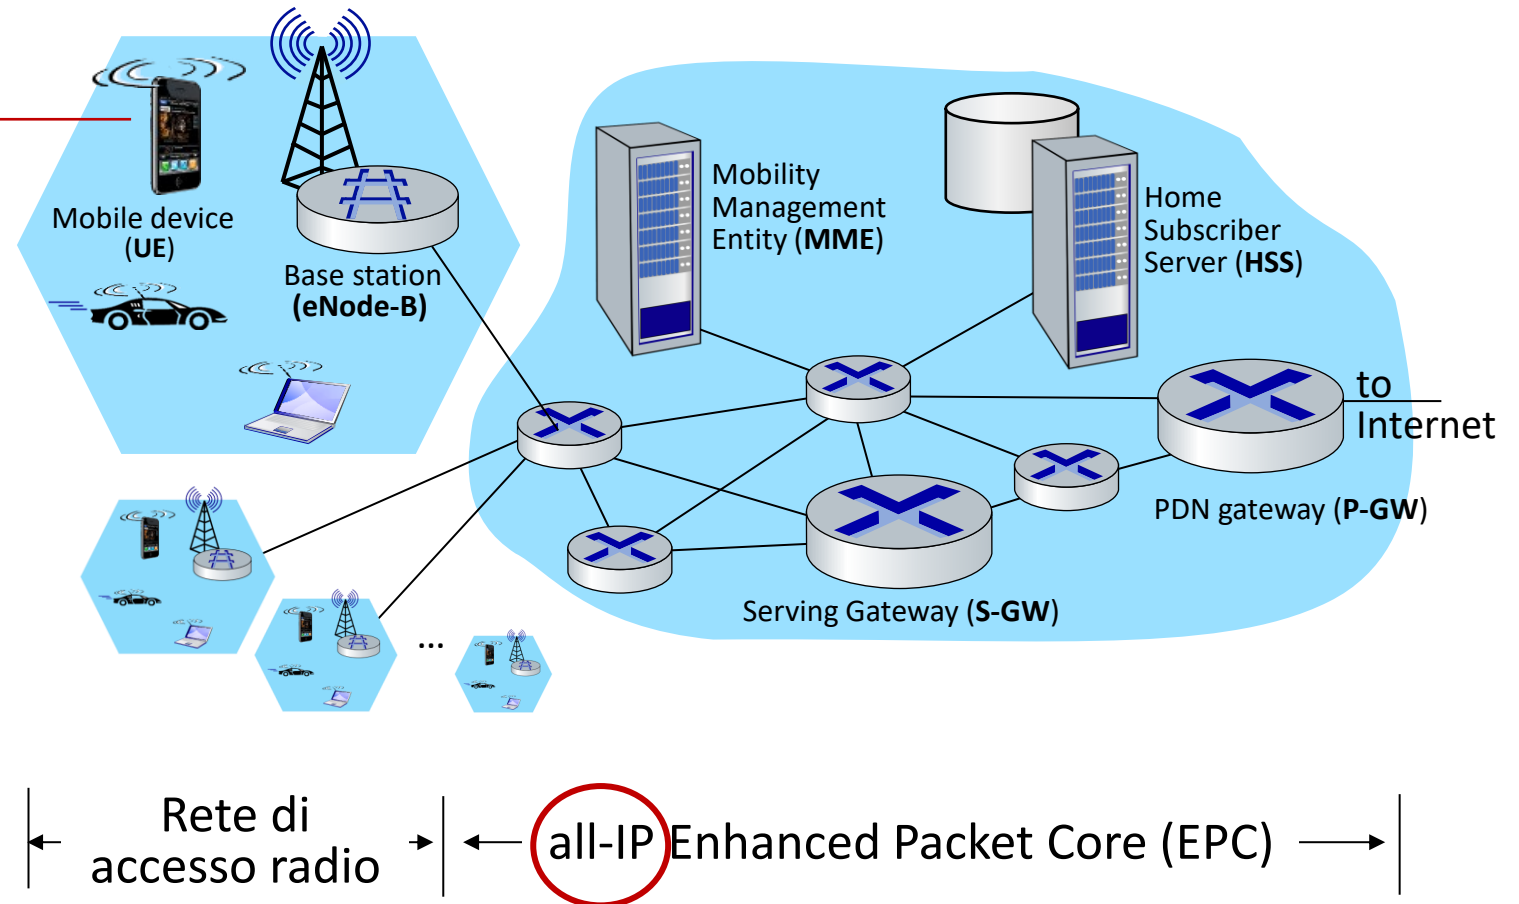 Mobile device
(UE)
Base station
(eNode-B)
Mobility
Management
Entity (MME)
Home
Subscriber
Server (HSS)
to
Internet
PDN gateway (P-GW)
Serving Gateway (S-GW)
...
Rete di
accesso radio
all-IP Enhanced Packet Core (EPC)